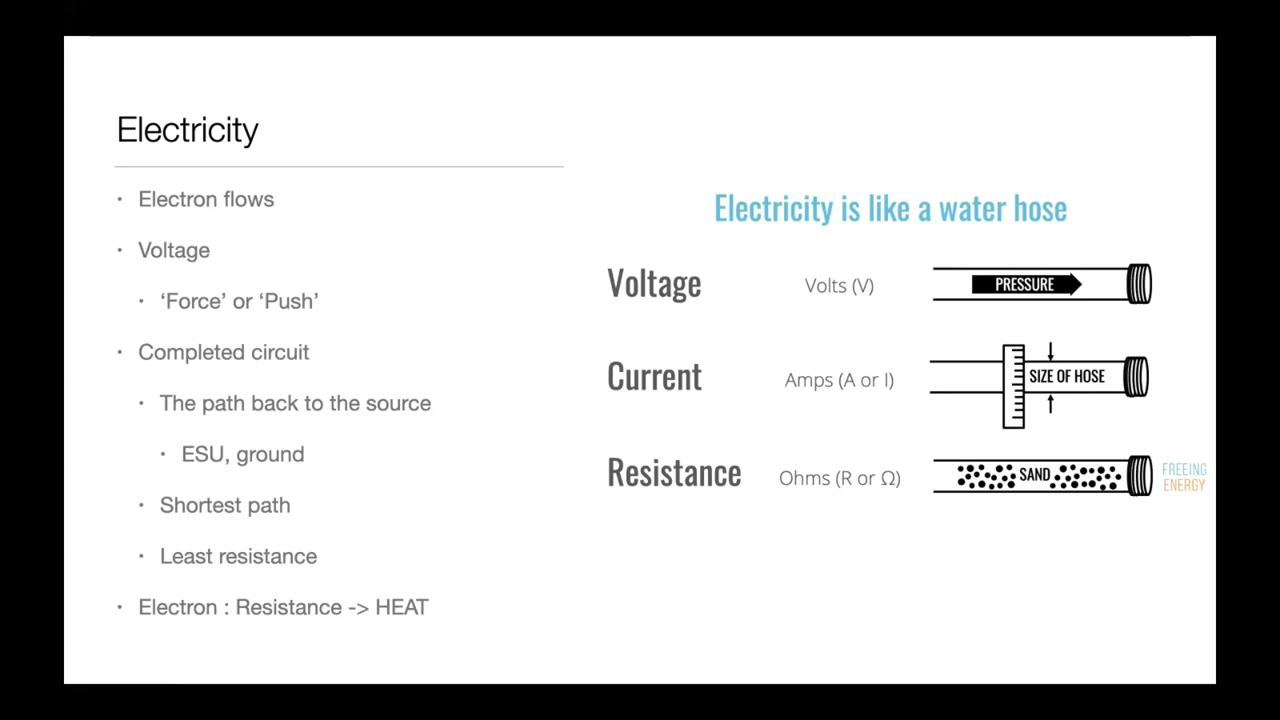 Electricity
• Electron flows
• Voltage
• ‘Force’ or ‘Push’
• Completed circuit
• The path back to the source
• ESU, ground
• Shortest path
• Least resistance
• Electron : Resistance -> HEAT
Electricity is like a water hose
Voltage Volts (V) PRESSURE
Current Amps (A or I) SIZE OF HOSE
Resistance Ohms (R or Ω) SAND
FREEING
ENERGY